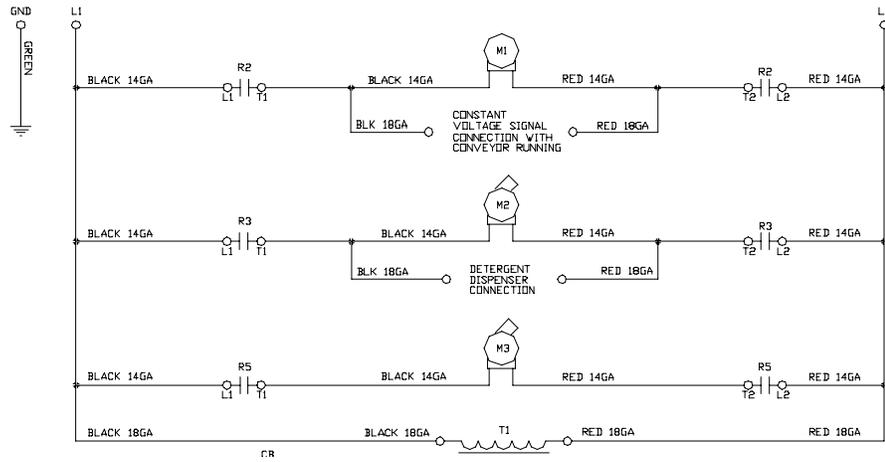 GND
L1
L
GREEN
M1
R2
R2
BLACK 14GA
BLACK 14GA
RED 14GA
RED 14GA
L1
T1
T2
L2
BLK 18GA
CONSTANT
VOLTAGE SIGNAL
CONNECTION WITH
CONVEYOR RUNNING
RED 18GA
M2
R3
R3
BLACK 14GA
BLACK 14GA
RED 14GA
RED 14GA
L1
T1
T2
L2
BLK 18GA
DETERGENT
DISPENSER
CONNECTION
RED 18GA
M3
R5
R5
BLACK 14GA
BLACK 14GA
RED 14GA
RED 14GA
L1
T1
T2
L2
BLACK 18GA
BLACK 18GA
T1
RED 18GA
RED 18GA
CB